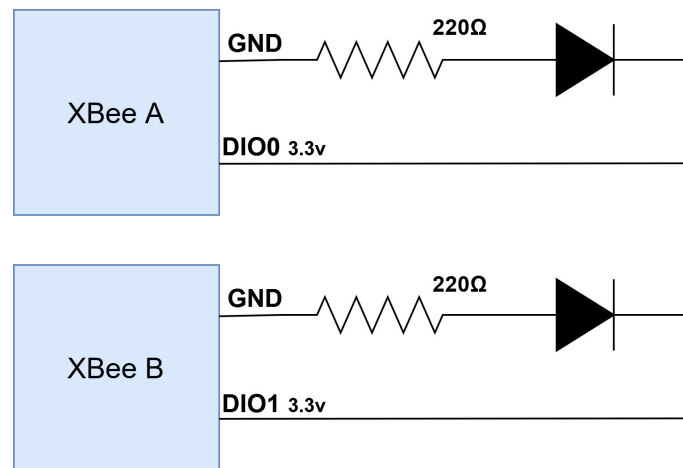 220Ω
GND
XBee A
DIO0 3.3v
220Ω
GND
XBee B
DIO1 3.3v